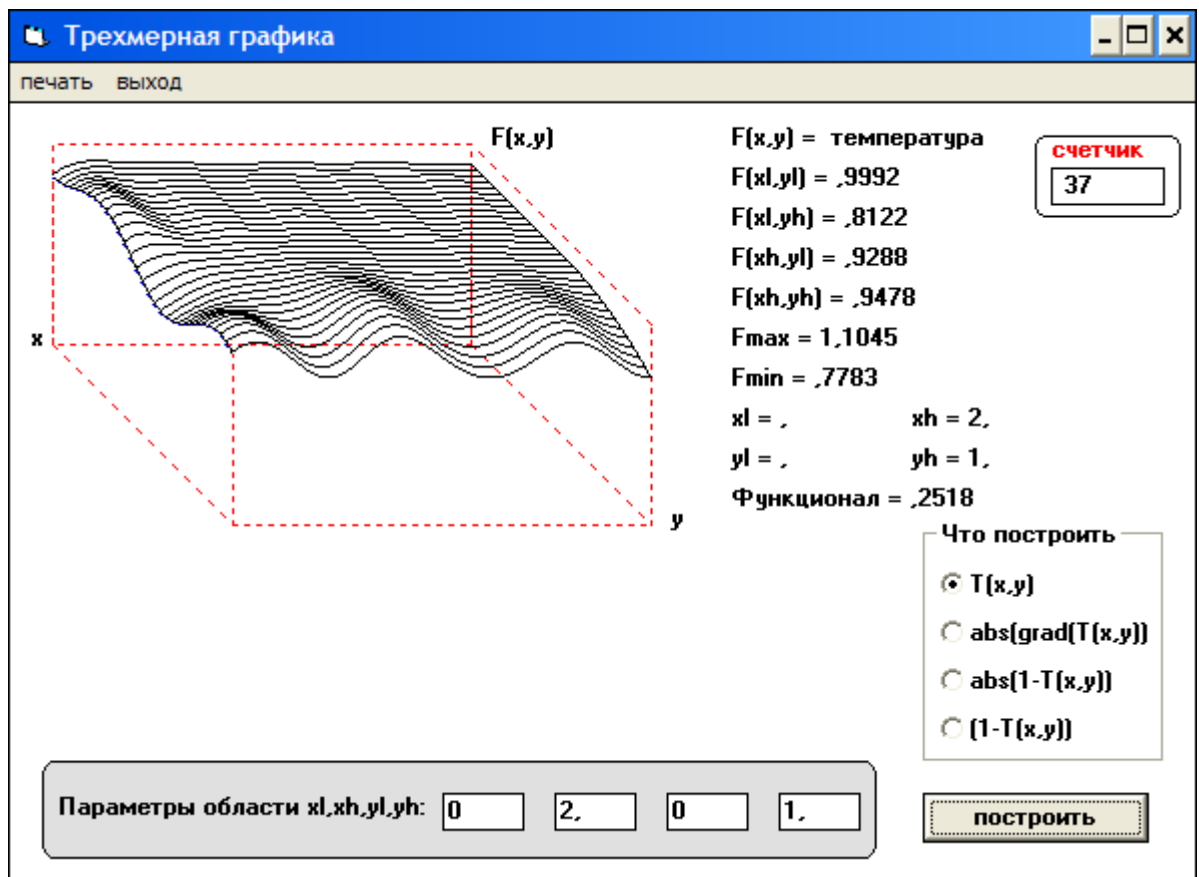 Трехмерная графика
печать выход
F(x,y)
x
y
F(x,y) = температура
F(xl,yl) = ,9992
F(xl,yh) = ,8122
F(xh,yl) = ,9288
F(xh,yh) = ,9478
Fmax = 1,1045
Fmin = ,7783
xl = , xh = 2,
yl = , yh = 1,
Функционал = ,2518
счетчик
37
Что построить
T(x,y)
abs(grad(T(x,y))
abs(1-T(x,y))
(1-T(x,y))
Параметры области xl,xh,yl,yh: 0 2, 0 1,
построить